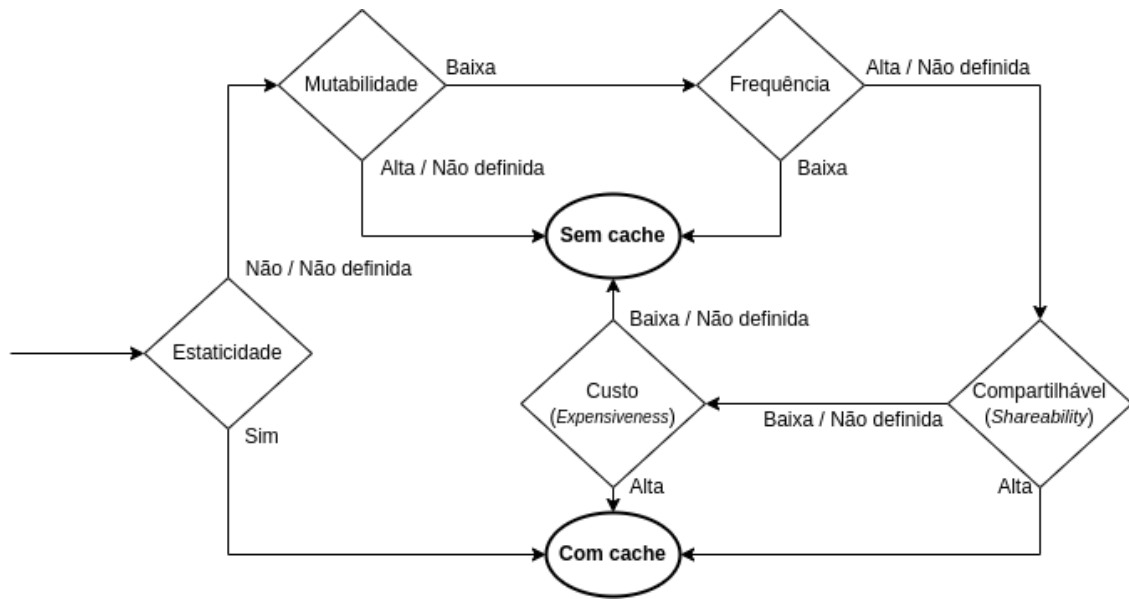 Baixa
Alta / Não definida
Mutabilidade
Frequência
Alta / Não definida
Baixa
Sem cache
Não / Não definida
Baixa / Não definida
Estaticidade
Custo
(Expensiveness)
Compartilhável
(Shareability)
Baixa / Não definida
Sim
Alta
Alta
Com cache